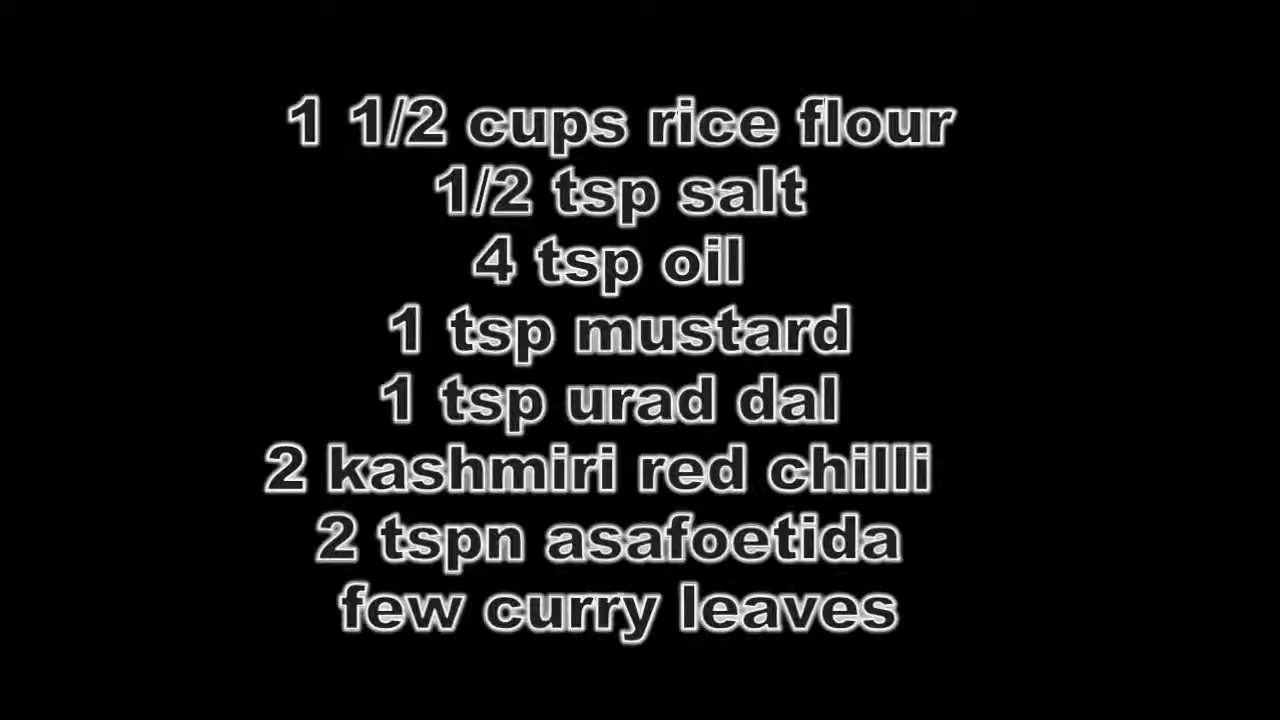 1 1/2 cups rice flour
1/2 tsp salt
4 tsp oil
1 tsp mustard
1 tsp urad dal
2 kashmiri red chilli
2 tspn asafoetida
few curry leaves